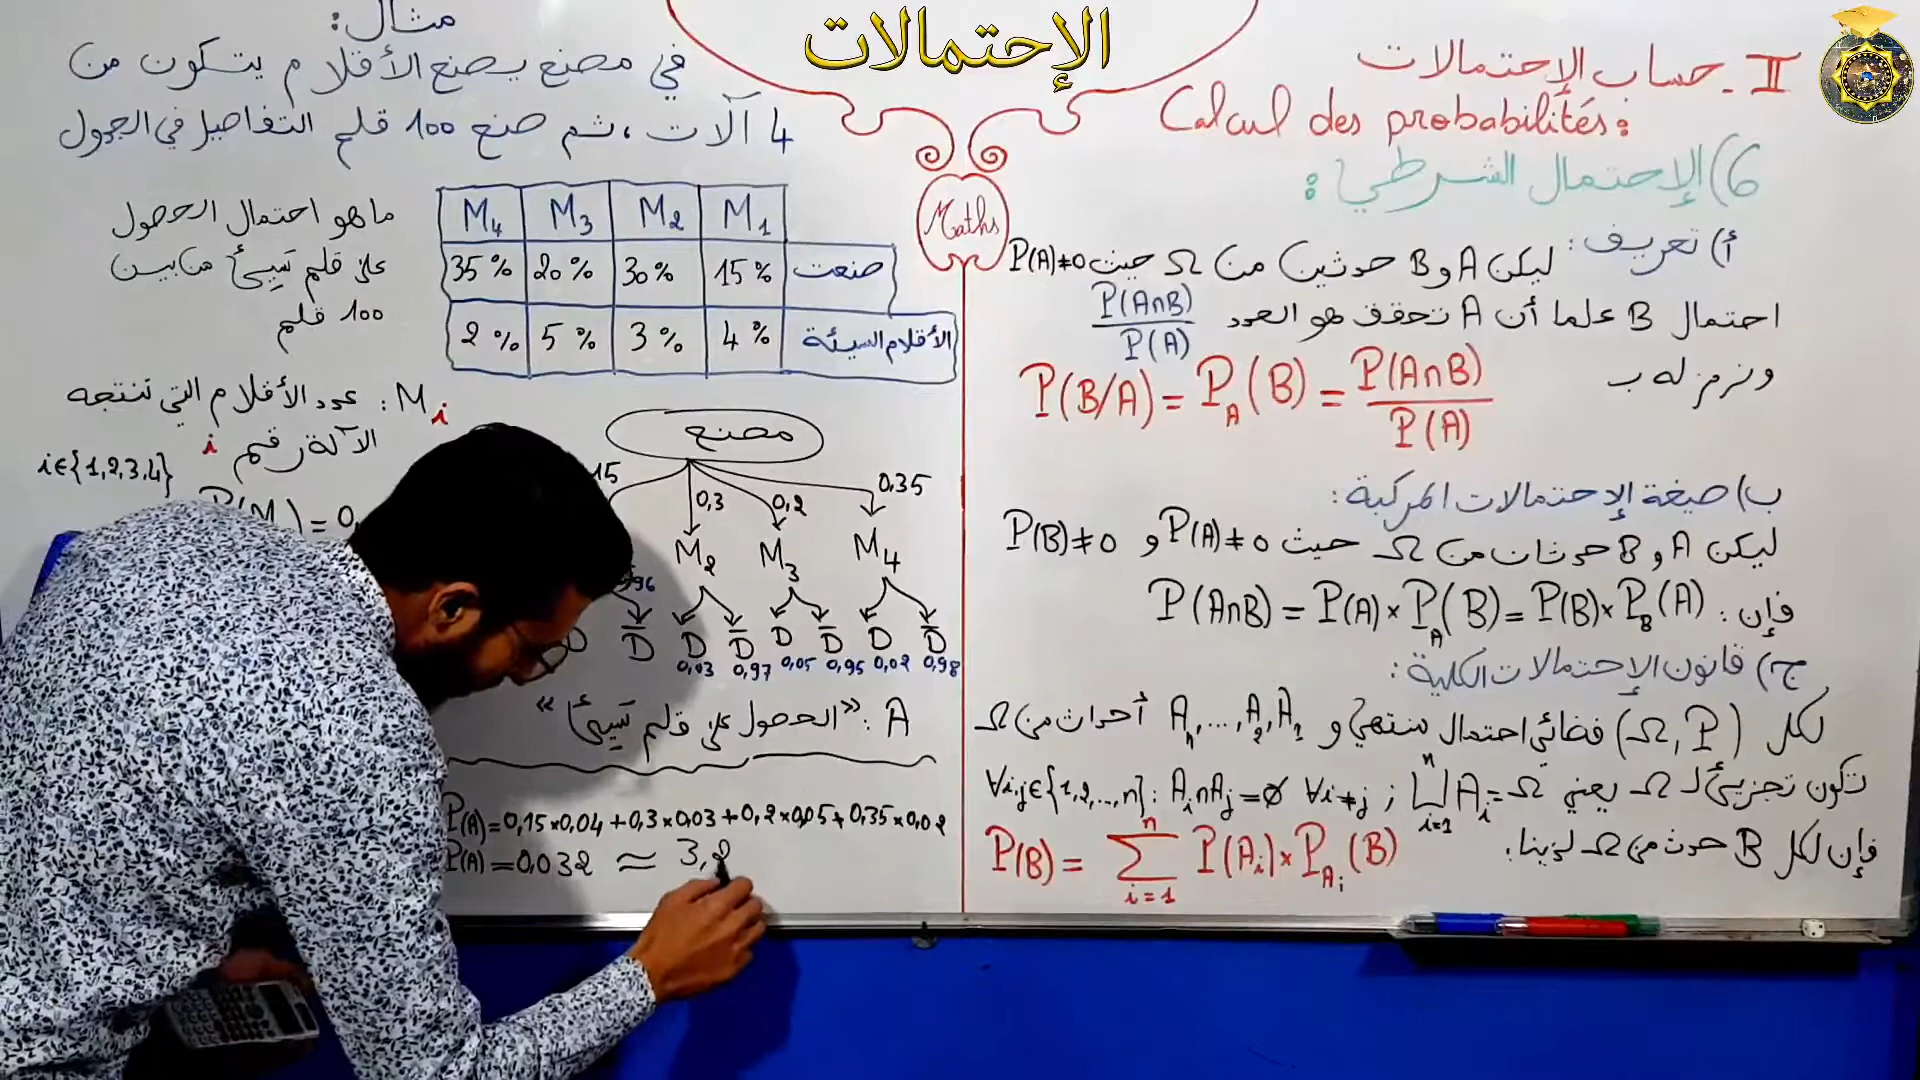 الإحتمالات
II - حساب الإحتمالات
Calcul des probabilités:
6) الإحتمال الشرطي:
أ) تعريف: ليكن A و B حدثين من Ω حيث P(A)≠0
احتمال B علما أن A تحقق هو العدد P(A∩B)/P(A)
ونرمز له ب
P(B/A) = P_A(B) = P(A∩B)/P(A)
ب) صيغة الإحتمالات المركبة:
ليكن A و B حدثان من Ω حيث P(A)≠0 و P(B)≠0
فإن: P(A∩B) = P(A)×P_A(B) = P(B)×P_B(A)
ج) قانون الإحتمالات الكلية:
لكل (Ω,P) فضائي احتمال منتهي و A₁, A₂, ..., Aₙ أحداث من Ω
تكون تجزيئ لـ Ω يعني ∀i,j∈{1,2,...,n}: Aᵢ∩Aⱼ=∅ ∀i≠j ; ⊔ⁿᵢ₌₁ Aᵢ=Ω
فإن لكل B حدث من Ω لدينا:
P(B) = Σⁿᵢ₌₁ P(Aᵢ)×P_Aᵢ(B)
Maths
مثال:
في مصنع يصنع الأقلام يتكون من
4 آلات، ثم صنع 100 قلم التفاصيل في الجدول
M₁ M₂ M₃ M₄
صنعت 15% 30% 20% 35%
الأقلام السيئة 4% 3% 5% 2%
ما هو احتمال الحصول
على قلم سيئ من بين
100 قلم
Mi: عدد الأقلام التي تنتجه
الآلة رقم i
i∈{1,2,3,4}
مصنع
15 0,3 0,2 0,35
M₂ M₃ M₄
96
D D̄ D D̄ D D̄ D D̄
0,03 0,97 0,05 0,95 0,02 0,98
A: «الحصول على قلم سيئ»
P(A)=0,15×0,04+0,3×0,03+0,2×0,05+0,35×0,02
P(A)=0,032 ≈ 3,2